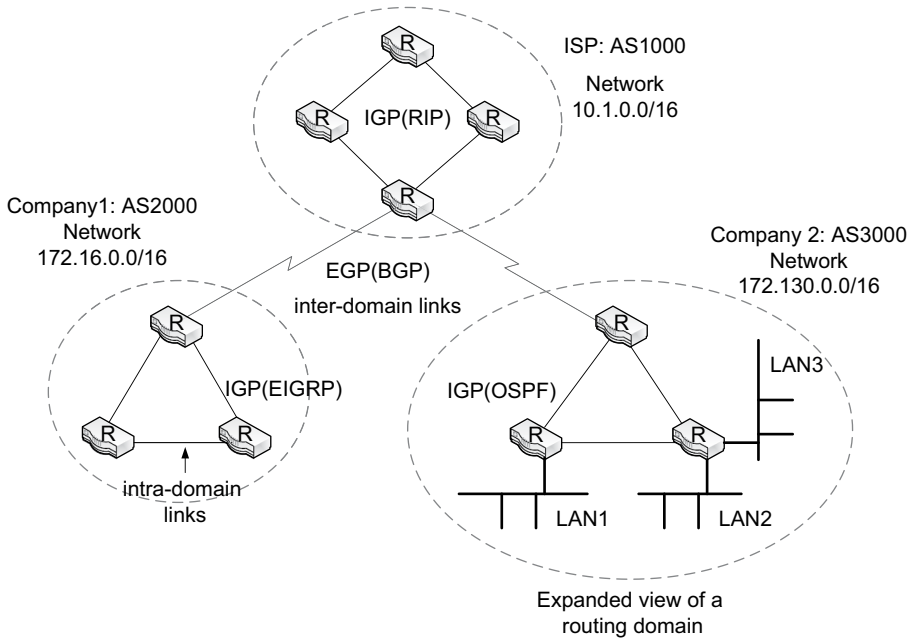 R
ISP: AS1000
Network
10.1.0.0/16
R
IGP(RIP)
R
R
Company1: AS2000
Network
172.16.0.0/16
EGP(BGP)
inter-domain links
Company 2: AS3000
Network
172.130.0.0/16
R
IGP(EIGRP)
R
R
intra-domain
links
R
IGP(OSPF)
R
R
LAN3
LAN1
LAN2
Expanded view of a
routing domain